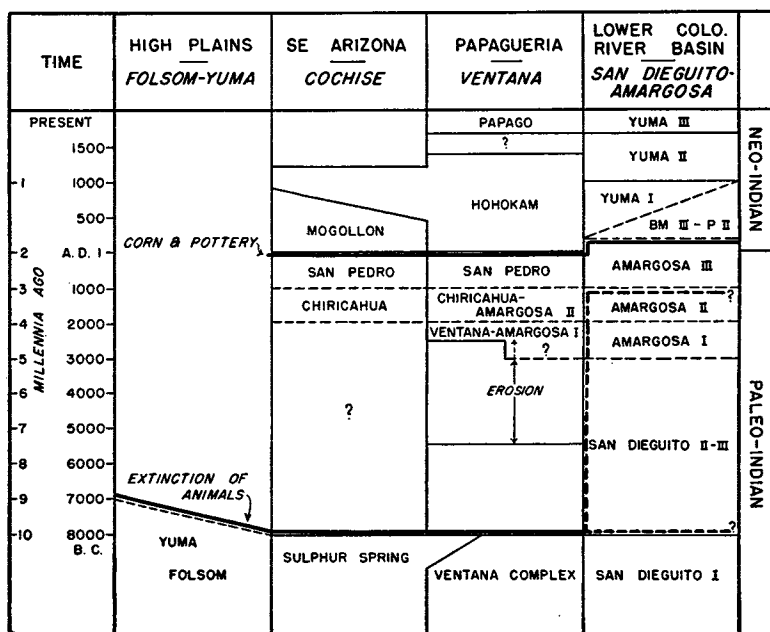 TIME
HIGH PLAINS
FOLSOM-YUMA
SE ARIZONA
COCHISE
PAPAGUERIA
VENTANA
LOWER COLO.
RIVER BASIN
SAN DIEGUITO-
AMARGOSA
MILLENNIA AGO
PRESENT
1500
1 1000
500
2 A.D. 1
3 1000
4 2000
5 3000
6 4000
7 5000
8 6000
9 7000
10 8000
B.C.
CORN & POTTERY
EXTINCTION OF
ANIMALS
YUMA
FOLSOM
MOGOLLON
SAN PEDRO
CHIRICAHUA
?
SULPHUR SPRING
PAPAGO
?
HOHOKAM
SAN PEDRO
CHIRICAHUA-
AMARGOSA II
VENTANA-AMARGOSA I
?
EROSION
VENTANA COMPLEX
YUMA III
YUMA II
YUMA I
BM III - P II
AMARGOSA III
?
AMARGOSA II
AMARGOSA I
SAN DIEGUITO II-III
?
SAN DIEGUITO I
NEO-INDIAN
PALEO-INDIAN